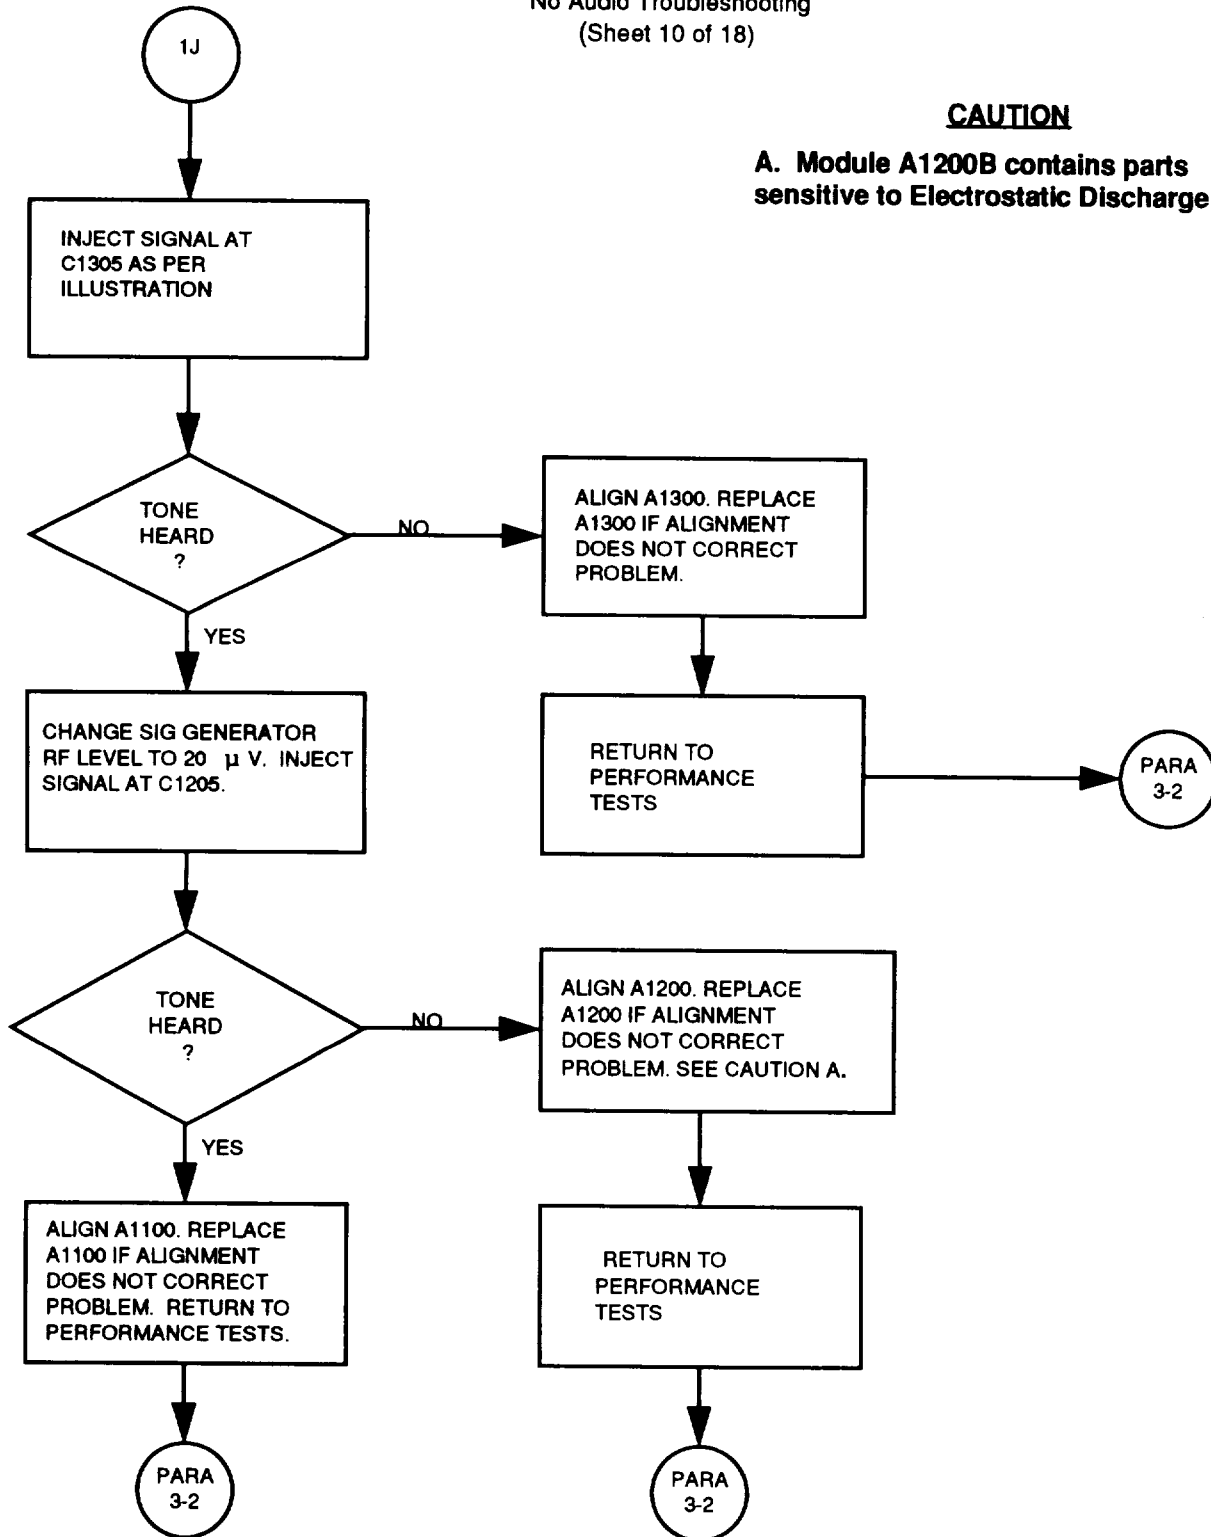 No Audio Troubleshooting
(Sheet 10 of 18)
1J
CAUTION
A. Module A1200B contains parts
sensitive to Electrostatic Discharge
INJECT SIGNAL AT
C1305 AS PER
ILLUSTRATION
TONE
HEARD
?
NO
ALIGN A1300. REPLACE
A1300 IF ALIGNMENT
DOES NOT CORRECT
PROBLEM.
YES
CHANGE SIG GENERATOR
RF LEVEL TO 20 μ V. INJECT
SIGNAL AT C1205.
RETURN TO
PERFORMANCE
TESTS
PARA
3-2
TONE
HEARD
?
NO
ALIGN A1200. REPLACE
A1200 IF ALIGNMENT
DOES NOT CORRECT
PROBLEM. SEE CAUTION A.
YES
ALIGN A1100. REPLACE
A1100 IF ALIGNMENT
DOES NOT CORRECT
PROBLEM. RETURN TO
PERFORMANCE TESTS.
RETURN TO
PERFORMANCE
TESTS
PARA
3-2
PARA
3-2